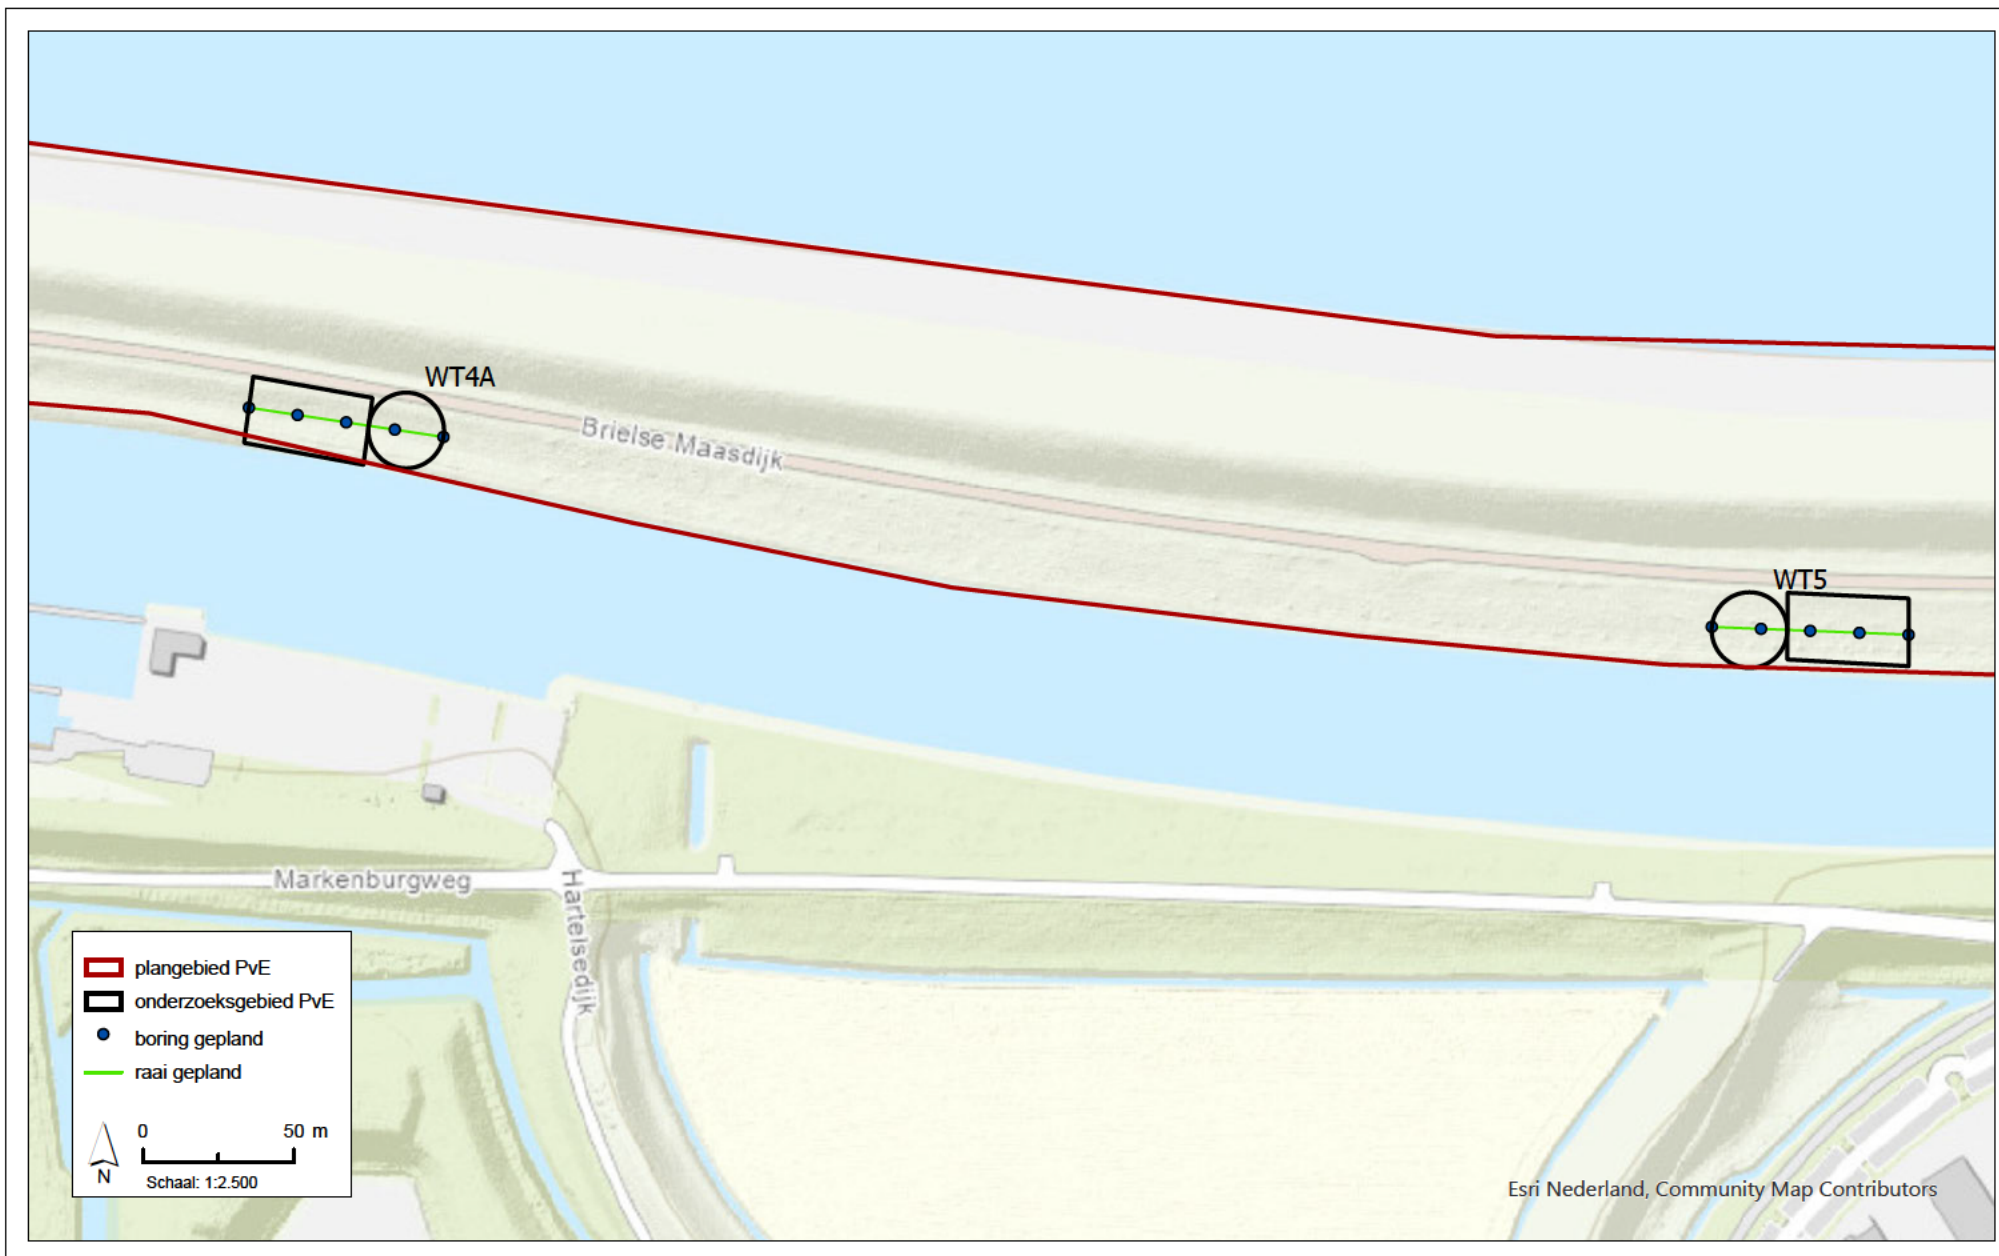 WT4A
Brielse Maasdijk
WT5
Markenburgweg
Hartelsedijk
plangebied PvE
onderzoeksgebied PvE
boring gepland
raai gepland
0 50 m
N
Schaal: 1:2.500
Esri Nederland, Community Map Contributors